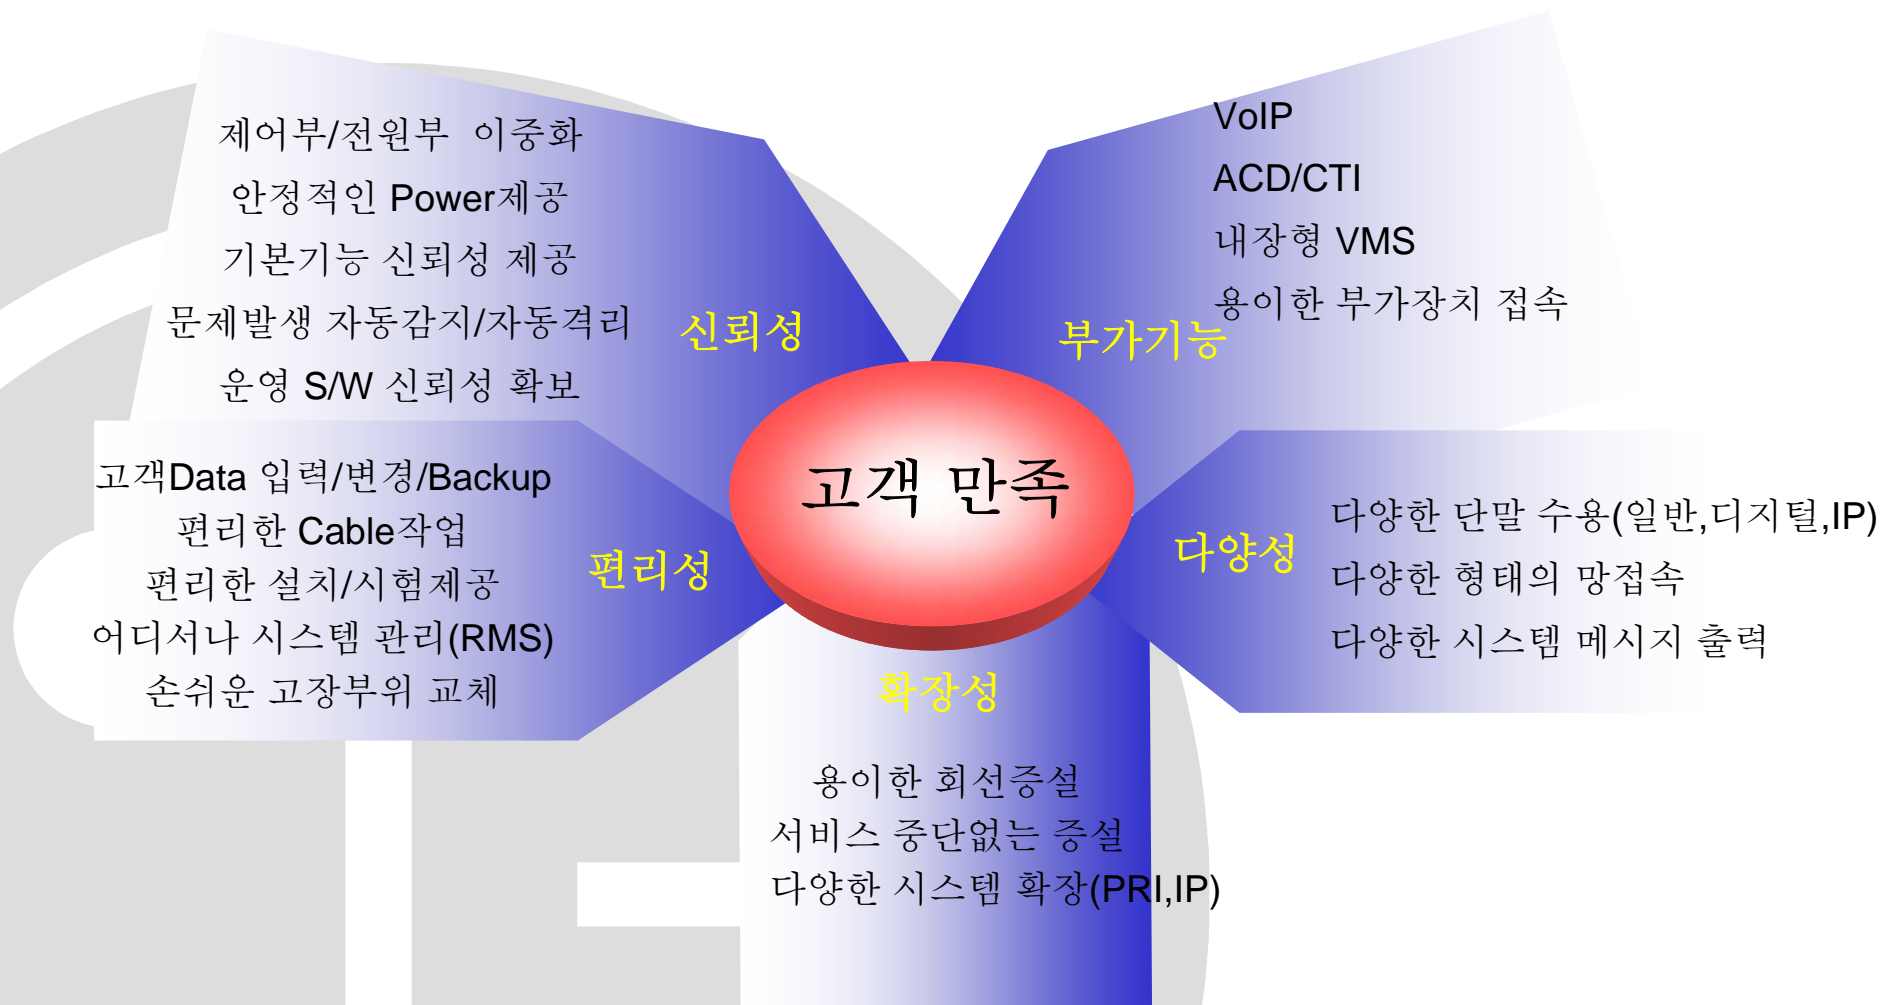 제어부/전원부 이중화
안정적인 Power제공
기본기능 신뢰성 제공
문제발생 자동감지/자동격리
운영 S/W 신뢰성 확보
신뢰성
VoIP
ACD/CTI
내장형 VMS
용이한 부가장치 접속
부가기능
고객 만족
고객Data 입력/변경/Backup
편리한 Cable작업
편리한 설치/시험제공
어디서나 시스템 관리(RMS)
손쉬운 고장부위 교체
편리성
다양성
다양한 단말 수용(일반,디지털,IP)
다양한 형태의 망접속
다양한 시스템 메시지 출력
확장성
용이한 회선증설
서비스 중단없는 증설
다양한 시스템 확장(PRI,IP)